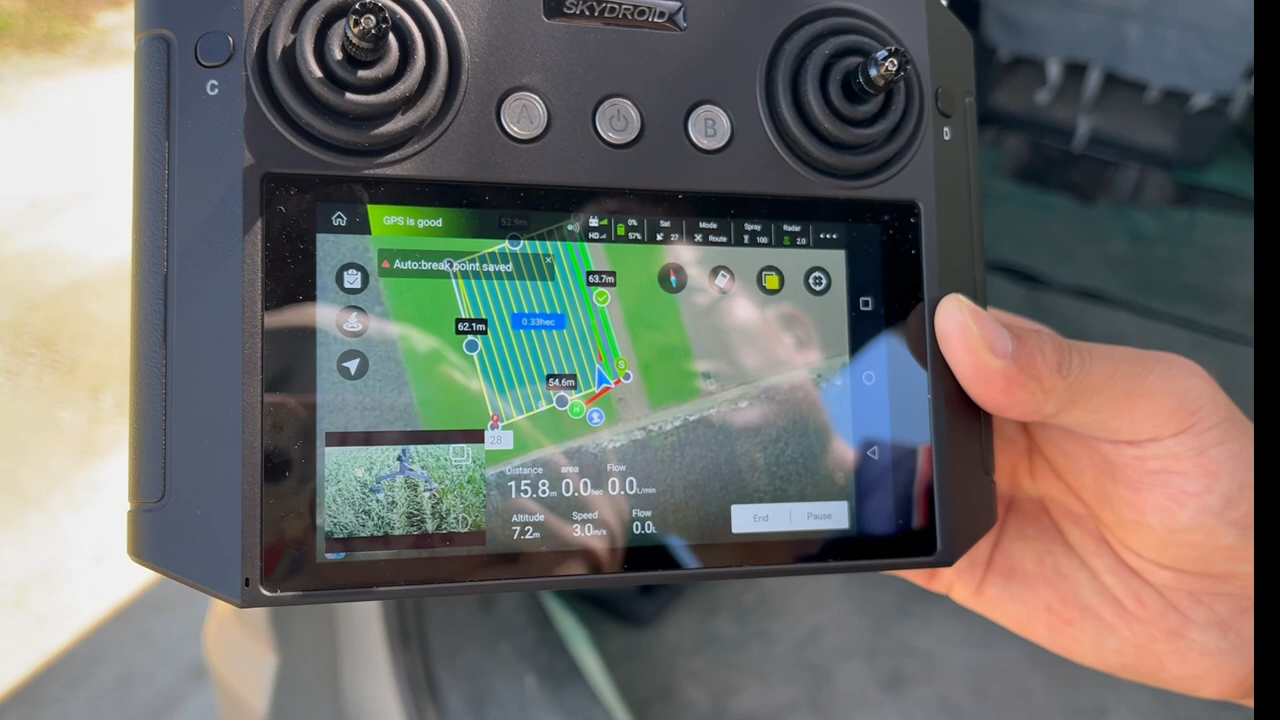 SKYDROID
C
A
B
D
GPS is good
52.9m
HD
0%
57%
Sat
27
Mode
Route
Spray
100
Radar
2.0
Auto:break point saved
63.7m
62.1m
0.33hec
S
54.6m
H
28
D
Distance
15.8m
area
0.0hec
Flow
0.0L/min
Altitude
7.2m
Speed
3.0m/s
Flow
0.0L
End
Pause